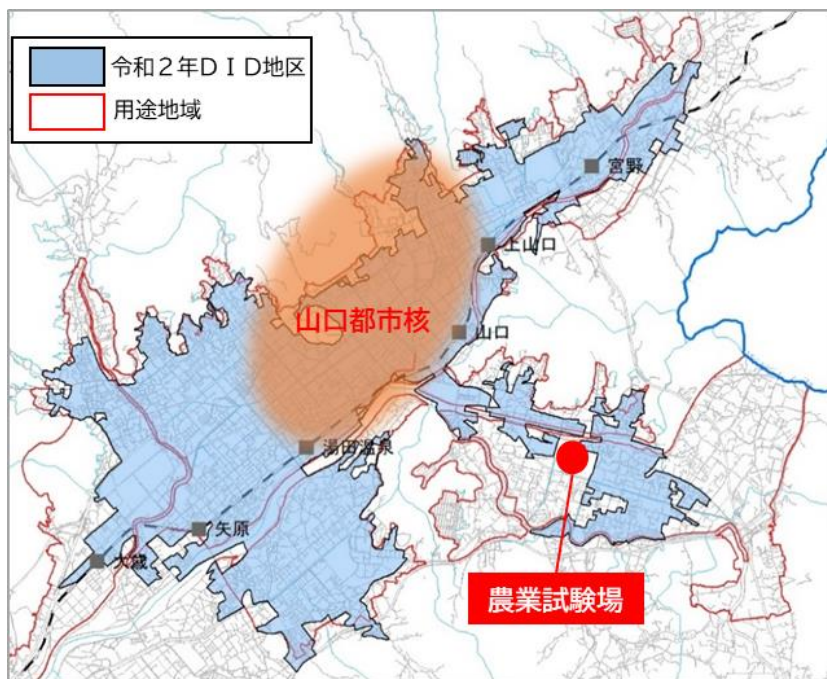 令和２年ＤＩＤ地区
用途地域
宮野
上山口
山口都市核
山口
湯田温泉
矢原
大歳
農業試験場